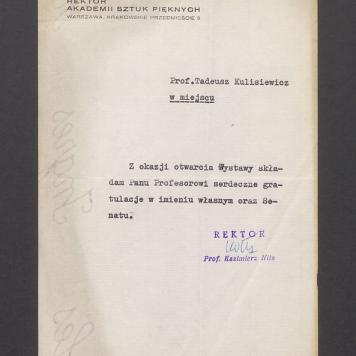 REKTOR
AKADEMII SZTUK PIĘKNYCH
WARSZAWA, KRAKOWSKIE PRZEDMIEŚCIE 5
Prof.Tadeusz Kulisiewicz
w miejscu
Z okazji otwarcia Wystawy skła-
dam Panu Profesorowi serdeczne gra-
tulacje w imieniu własnym oraz Se-
natu.
REKTOR
Prof. Kazimierz Nita